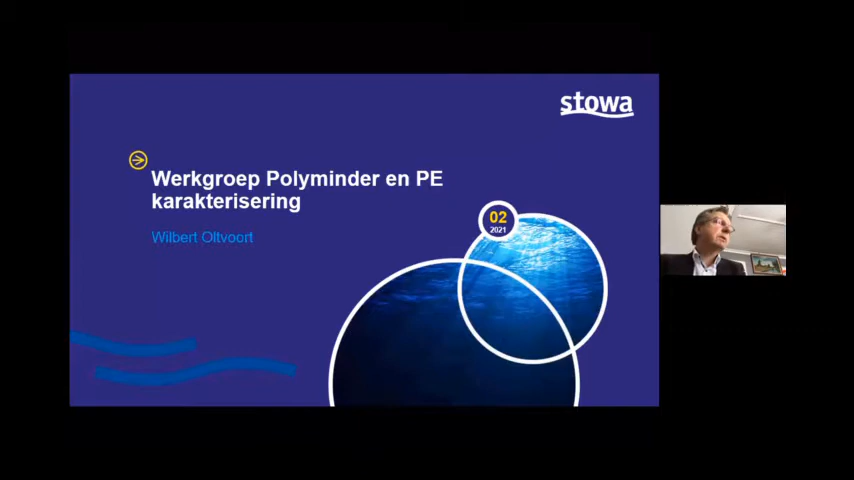 stowa
Werkgroep Polyminder en PE
karakterisering
Wilbert Oltvoort
02
2021